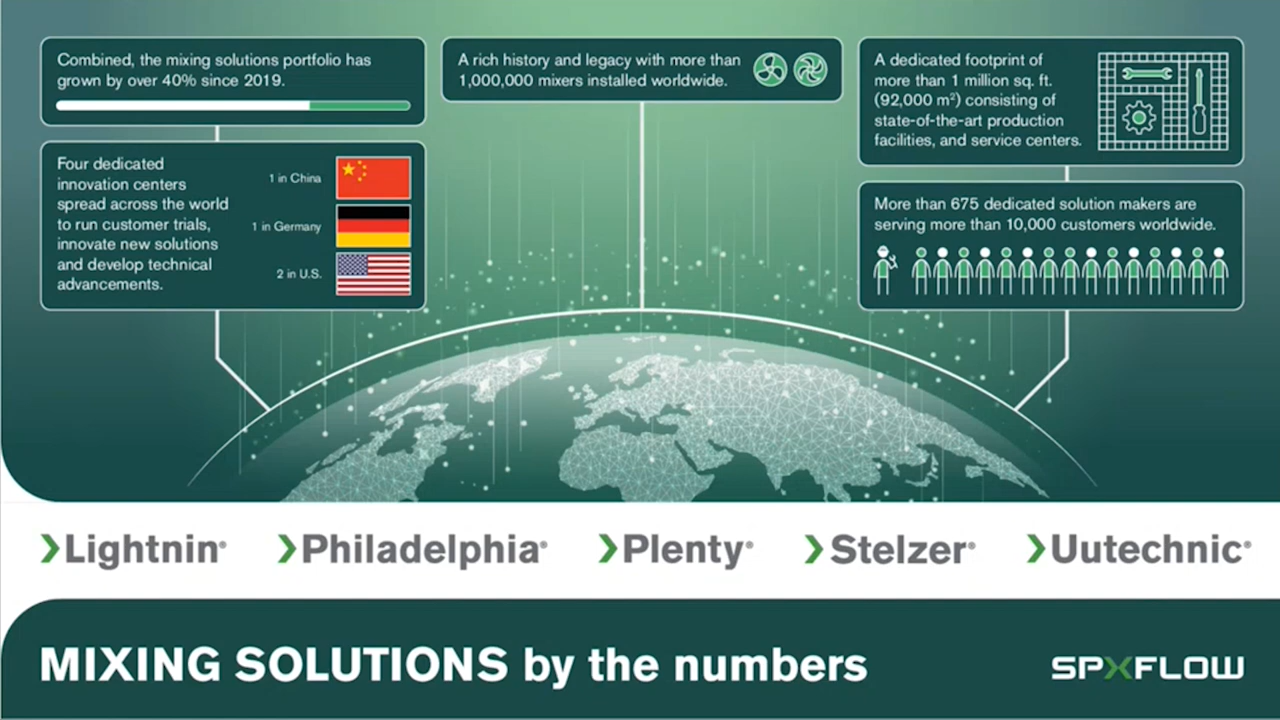 Combined, the mixing solutions portfolio has
grown by over 40% since 2019.
Four dedicated
innovation centers
spread across the world
to run customer trials,
innovate new solutions
and develop technical
advancements.
1 in China
1 in Germany
2 in U.S.
A rich history and legacy with more than
1,000,000 mixers installed worldwide.
A dedicated footprint of
more than 1 million sq. ft.
(92,000 m²) consisting of
state-of-the-art production
facilities, and service centers.
More than 675 dedicated solution makers are
serving more than 10,000 customers worldwide.
Lightnin®
Philadelphia®
Plenty®
Stelzer®
Uutechnic®
MIXING SOLUTIONS by the numbers
SPXFLOW